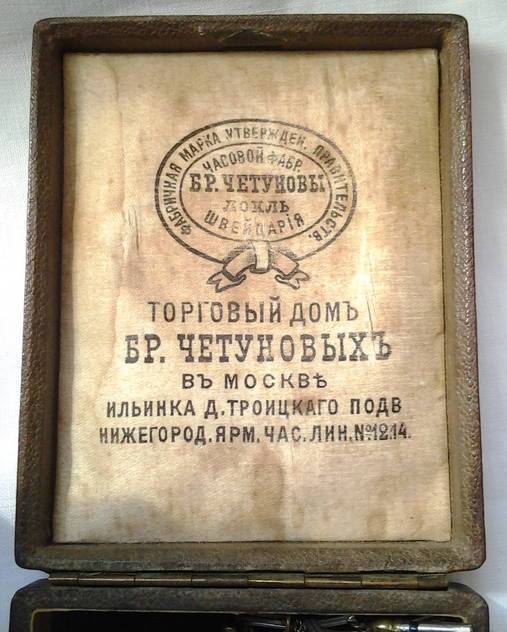 ФАБРИЧНАЯ МАРКА УТВЕРЖДЕН. ПРАВИТЕЛЬСТВ.
ЧАСОВОЙ ФАБР.
БР. ЧЕТУНОВЫ
ЛОКЛЬ
ШВЕЙЦАРІЯ
ТОРГОВЫЙ ДОМЪ
БР. ЧЕТУНОВЫХЪ
ВЪ МОСКВѢ
ИЛЬИНКА Д. ТРОИЦКАГО ПОДВ
НИЖЕГОРОД. ЯРМ. ЧАС. ЛИН. №12.14.